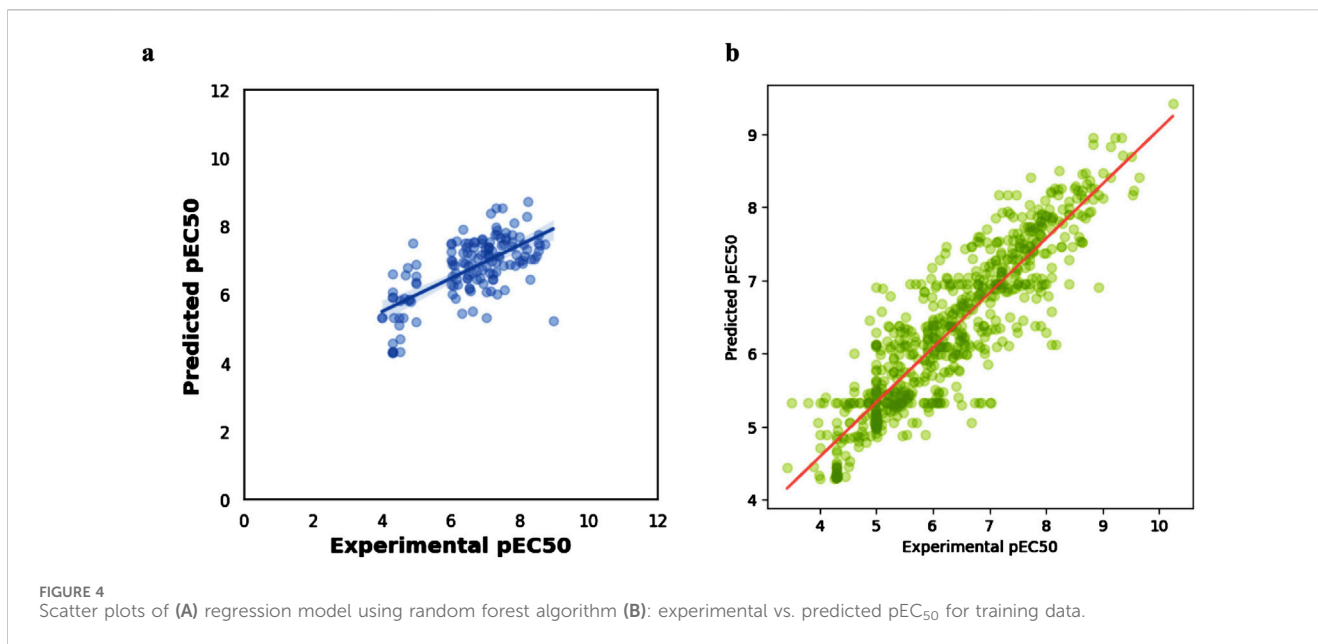 a
12
10
8
6
4
2
0
Predicted pEC50
0 2 4 6 8 10 12
Experimental pEC50
b
9
8
7
6
5
4
Predicted pEC50
4 5 6 7 8 9 10
Experimental pEC50
FIGURE 4
Scatter plots of (A) regression model using random forest algorithm (B): experimental vs. predicted pEC50 for training data.